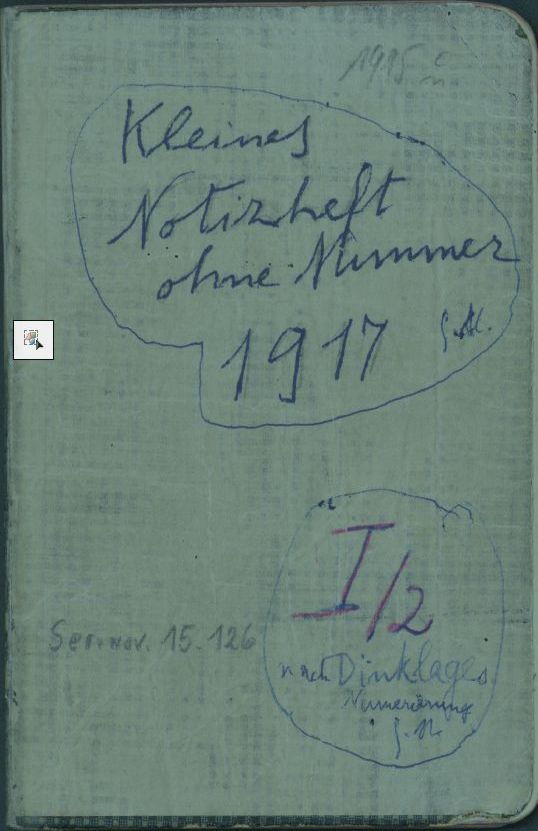 1915
Kleines
Notizheft
ohne Nummer
1917
I/2
Ser. nov. 15.126
nach Dinklages
Numerierung